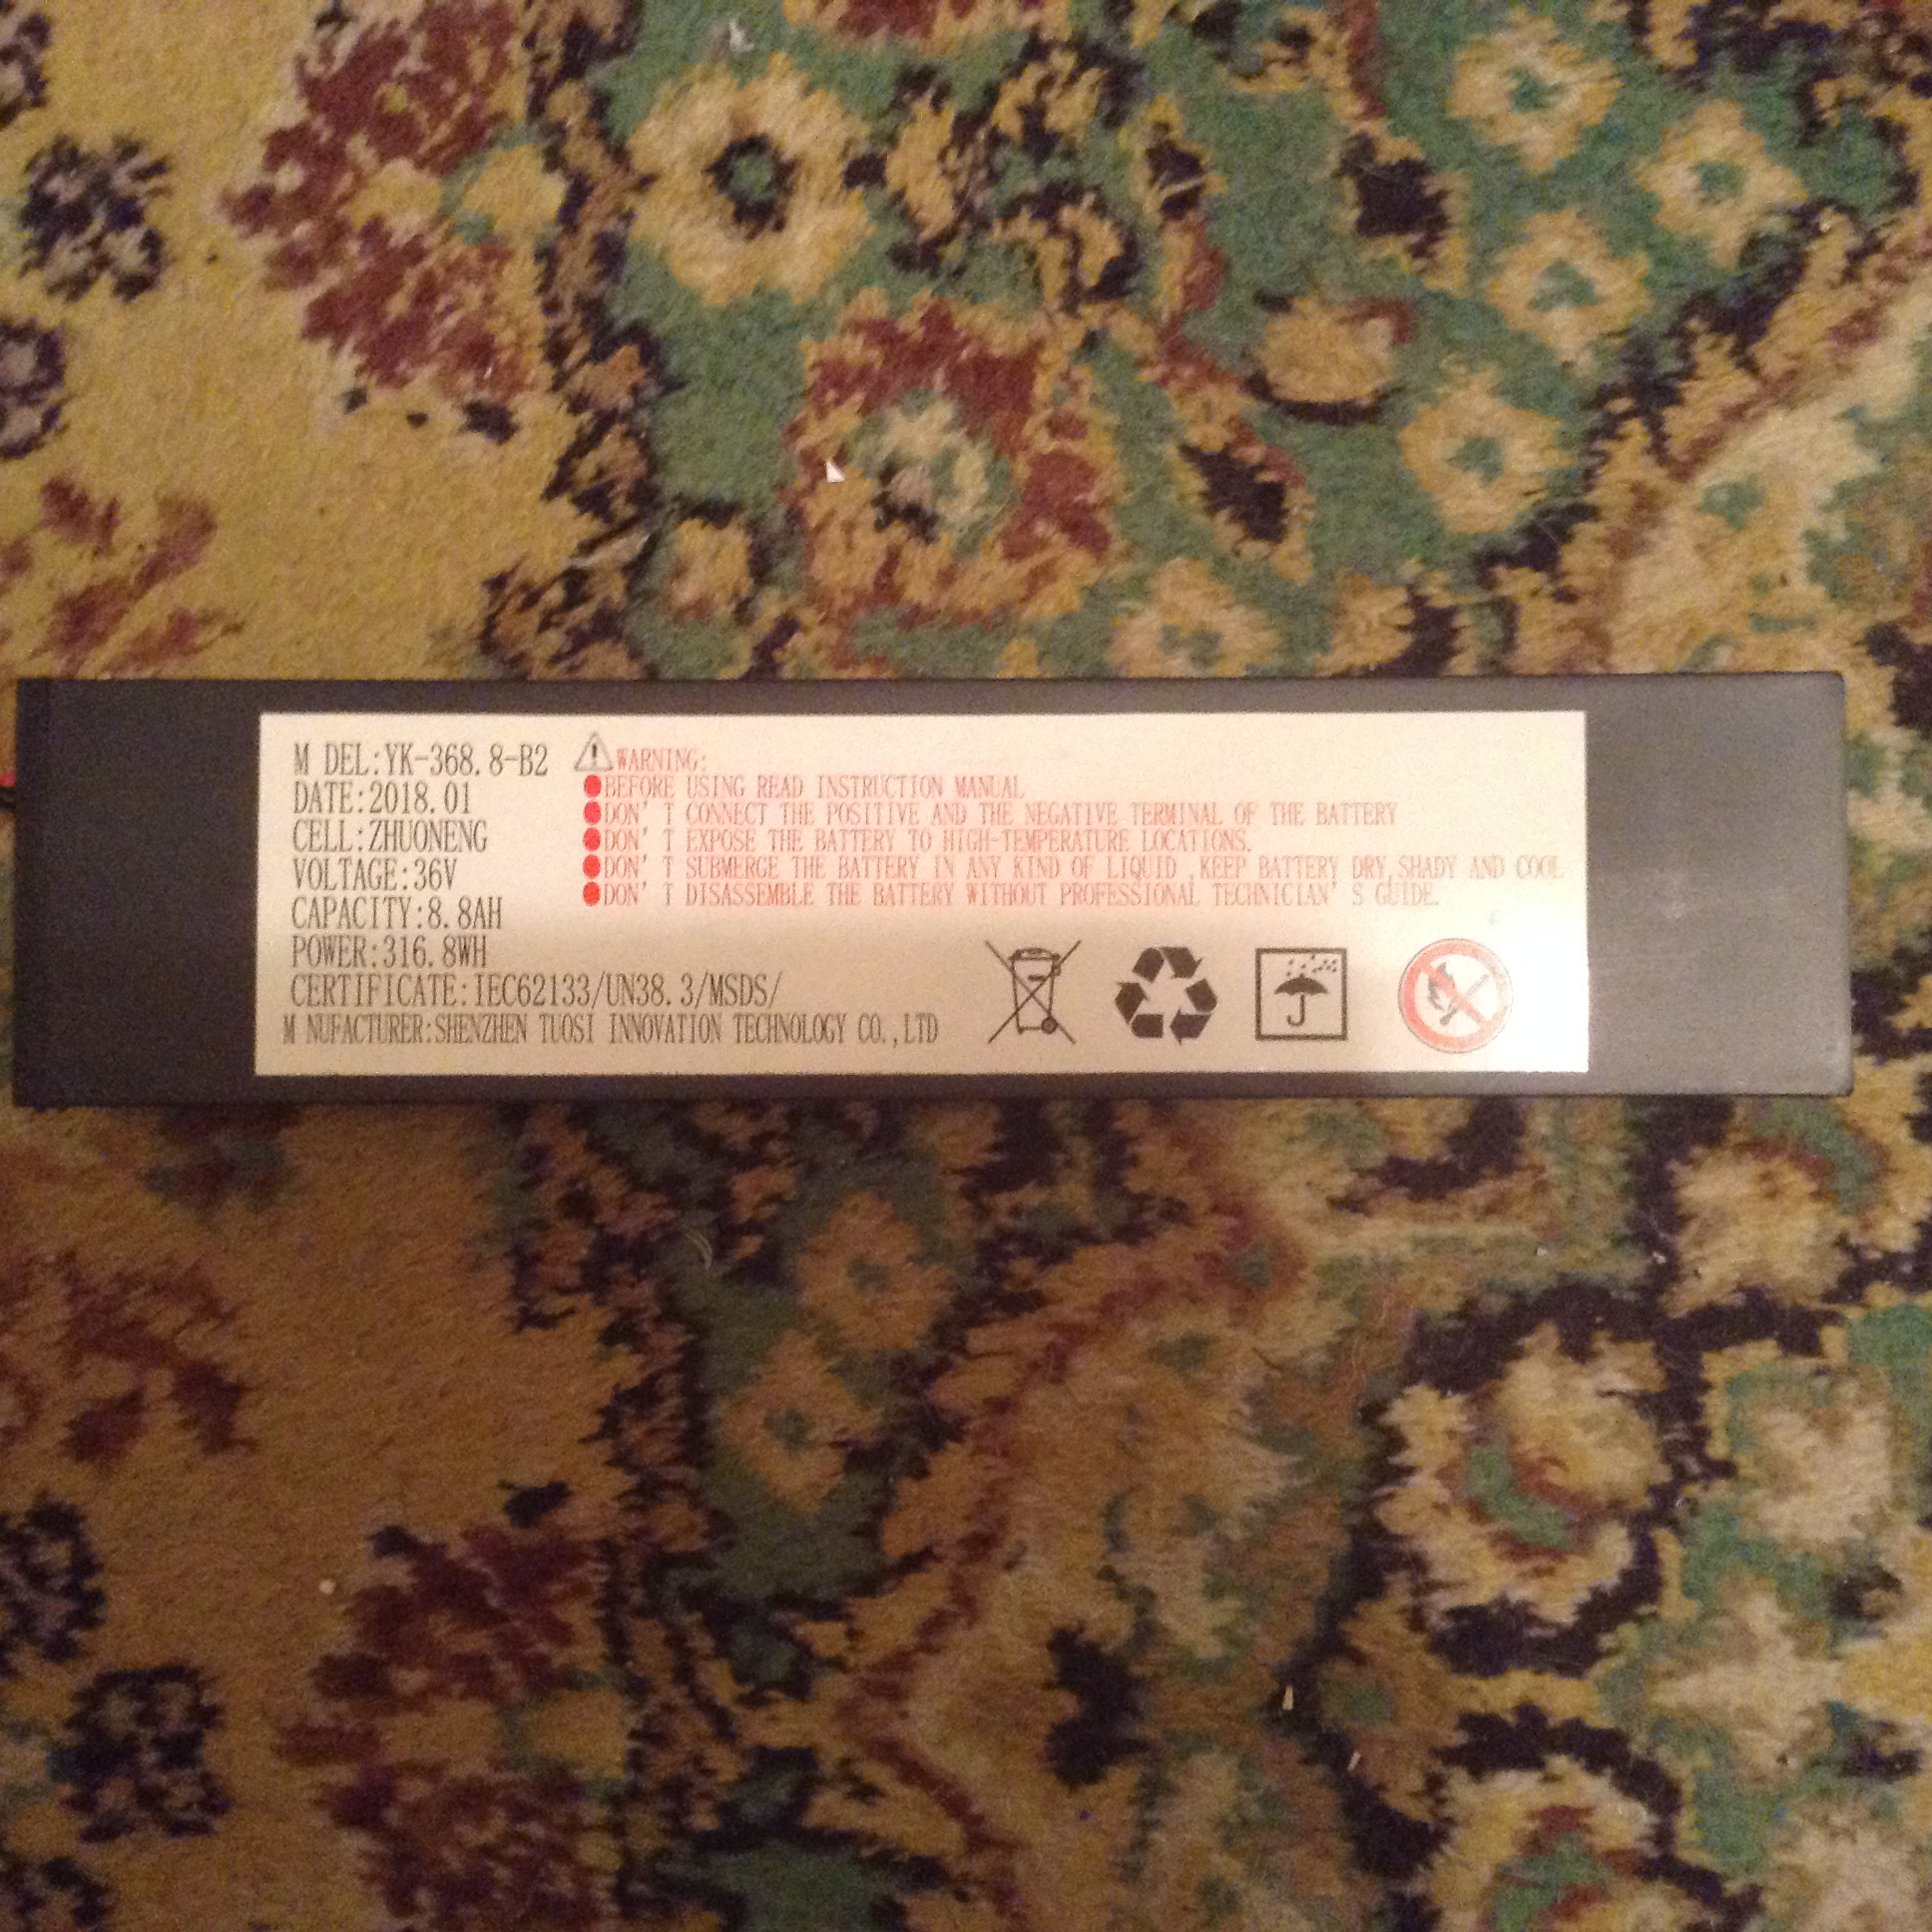 M DEL:YK-368.8-B2
DATE:2018.01
CELL:ZHUONENG
VOLTAGE:36V
CAPACITY:8.8AH
POWER:316.8WH
CERTIFICATE:IEC62133/UN38.3/MSDS/
M NUFACTURER:SHENZHEN TUOSI INNOVATION TECHNOLOGY CO.,LTD
WARNING:
BEFORE USING READ INSTRUCTION MANUAL
DON'T CONNECT THE POSITIVE AND THE NEGATIVE TERMINAL OF THE BATTERY
DON'T EXPOSE THE BATTERY TO HIGH-TEMPERATURE LOCATIONS.
DON'T SUBMERGE THE BATTERY IN ANY KIND OF LIQUID ,KEEP BATTERY DRY,SHADY AND COOL
DON'T DISASSEMBLE THE BATTERY WITHOUT PROFESSIONAL TECHNICIAN'S GUIDE.